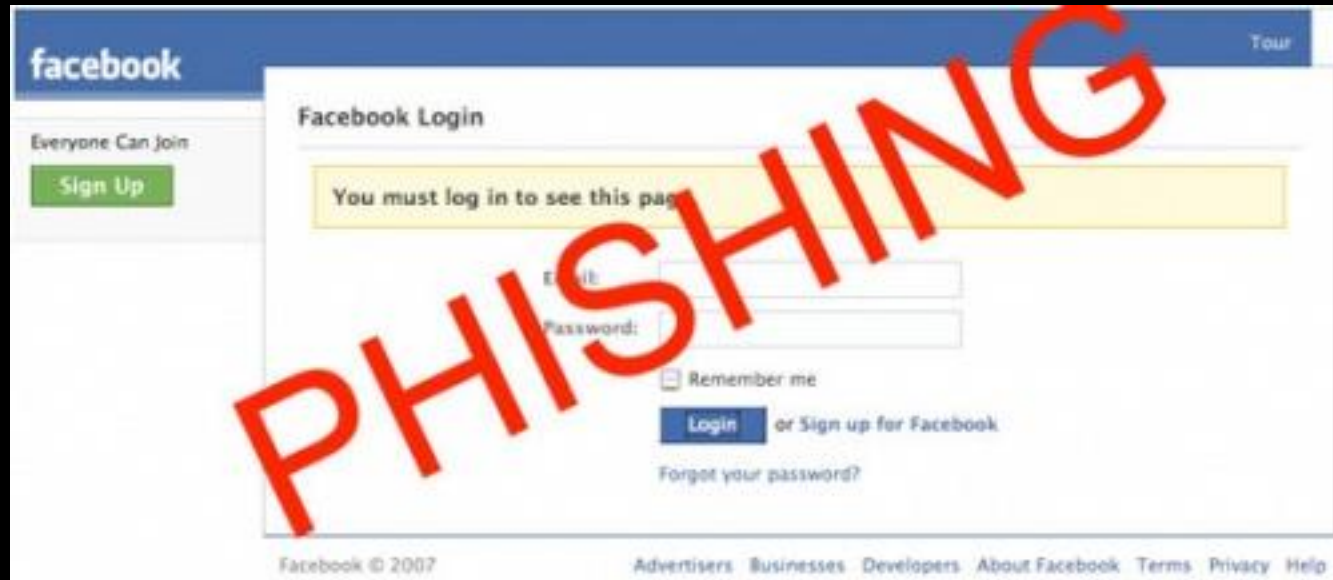 Tour
facebook
Facebook Login
Everyone Can Join
Sign Up
You must log in to see this page
Password:
Remember me
Login or Sign up for Facebook
Forgot your password?
PHISHING
Facebook © 2007 Advertisers Businesses Developers About Facebook Terms Privacy Help